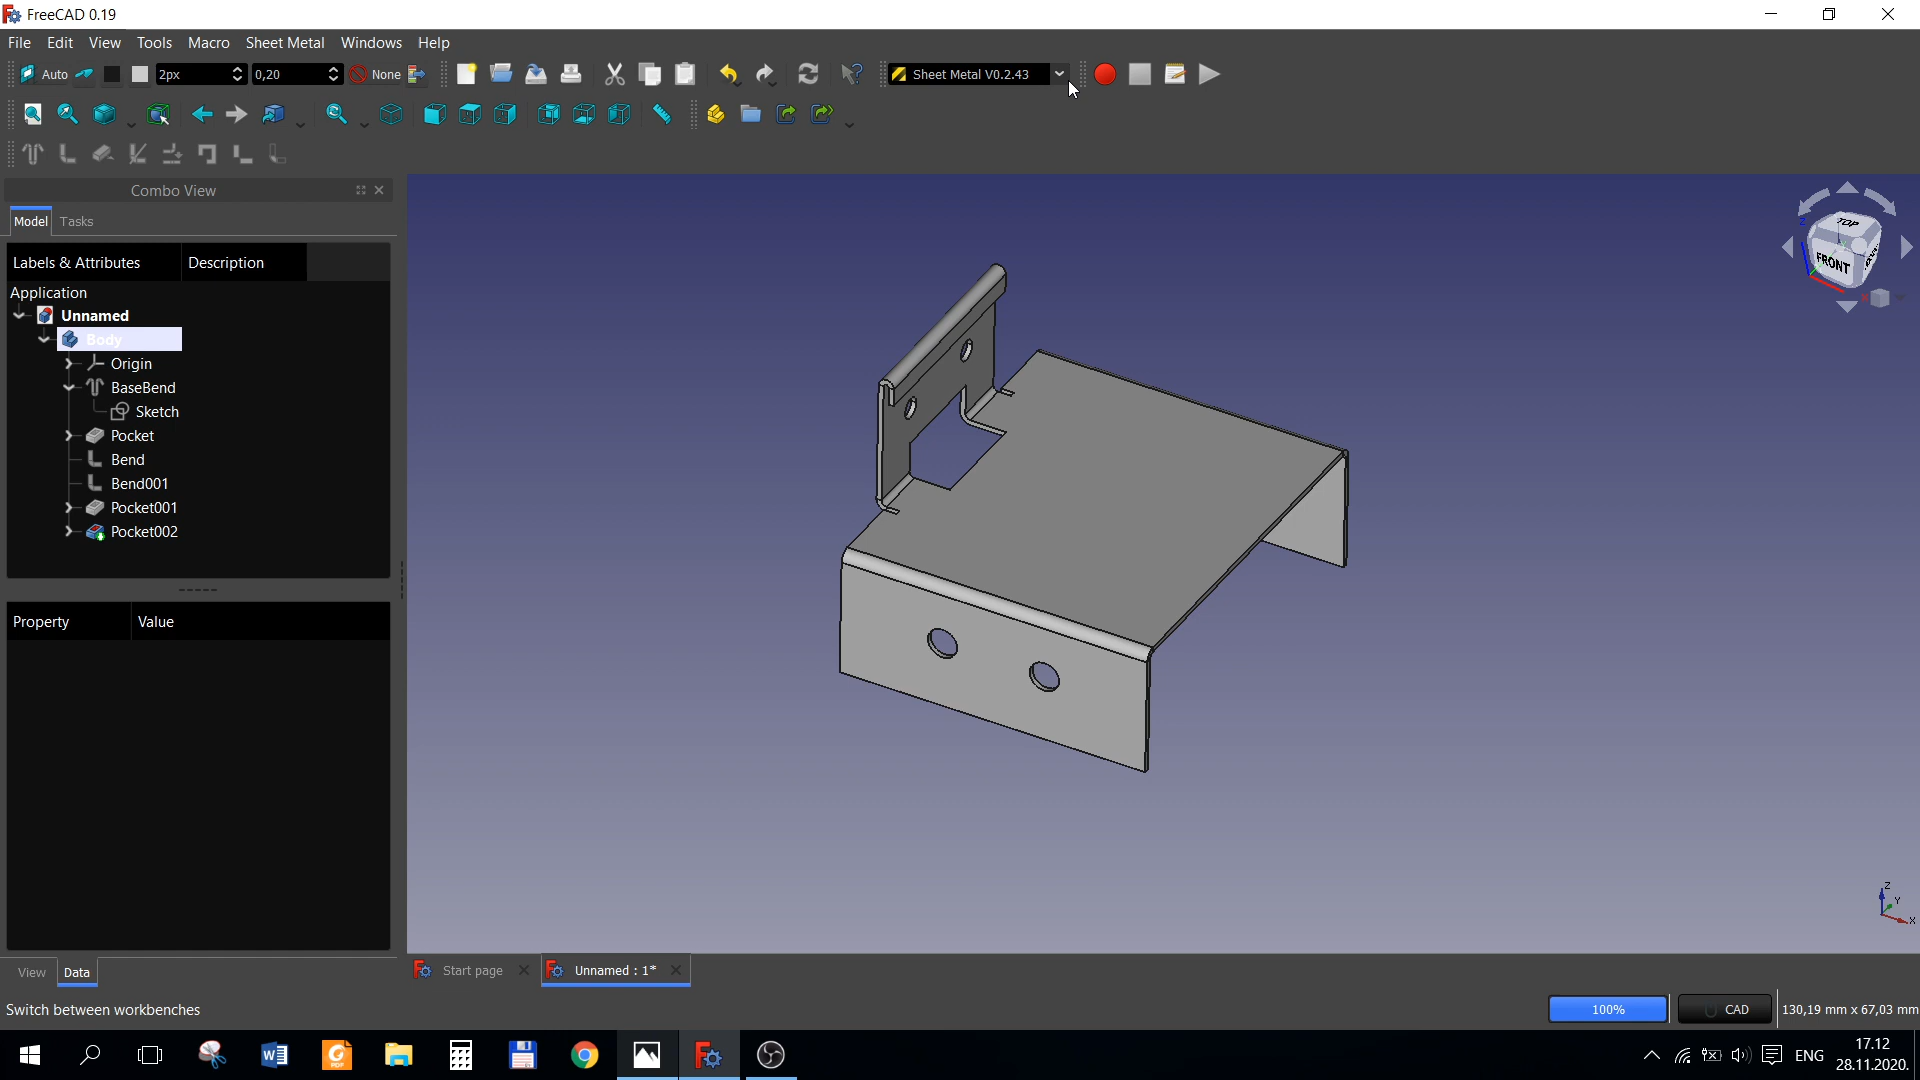 FreeCAD 0.19
File Edit View Tools Macro Sheet Metal Windows Help
Auto 2px 0,20 None Sheet Metal V0.2.43
Combo View
Model Tasks
Labels & Attributes Description
Application
Unnamed
Body
Origin
BaseBend
Sketch
Pocket
Bend
Bend001
Pocket001
Pocket002
TOP
FRONT
Z
X
Property Value
Z
Y
X
View Data
Start page Unnamed : 1*
Switch between workbenches 100% CAD 130,19 mm x 67,03 mm
PDF
ENG 17.12
28.11.2020.